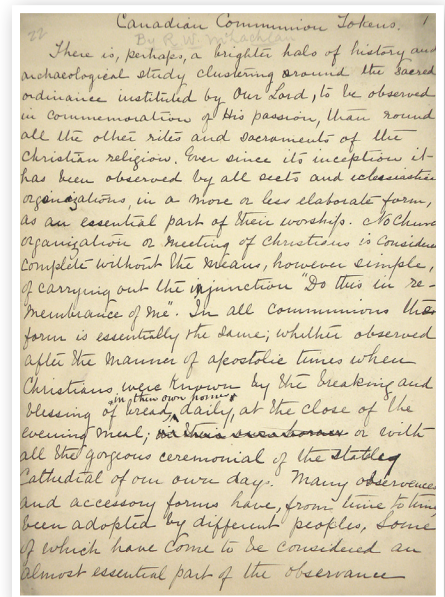 22 Canadian Communion Tokens. 1
By R. W. McLachlan
There is, perhaps, a brighter halo of history and
archaeological study clustering around the sacred
ordinance instituted by Our Lord, to be observed
in commemoration of His passion, than round
all the other rites and sacraments of the
Christian religion. Ever since its inception it
has been observed by all sects and
in a more or less elaborate form,
as an essential part of their worship. No Church
organization or meeting of Christians is considered
complete without the means, however simple,
of carrying out the injunction "Do this in re-
membrance of me". In all communions the
form is essentially the same; whether observed
after the manner of apostolic times when
Christians were known by the breaking and
in their own homes
blessing of bread, daily, at the close of the
evening meal; in their own homes or with
all the gorgeous ceremonial of the
Cathedral of our own days. Many observances
and accessory forms have, from time to time
been adopted by different peoples, some
of which have come to be considered an
almost essential part of the observance